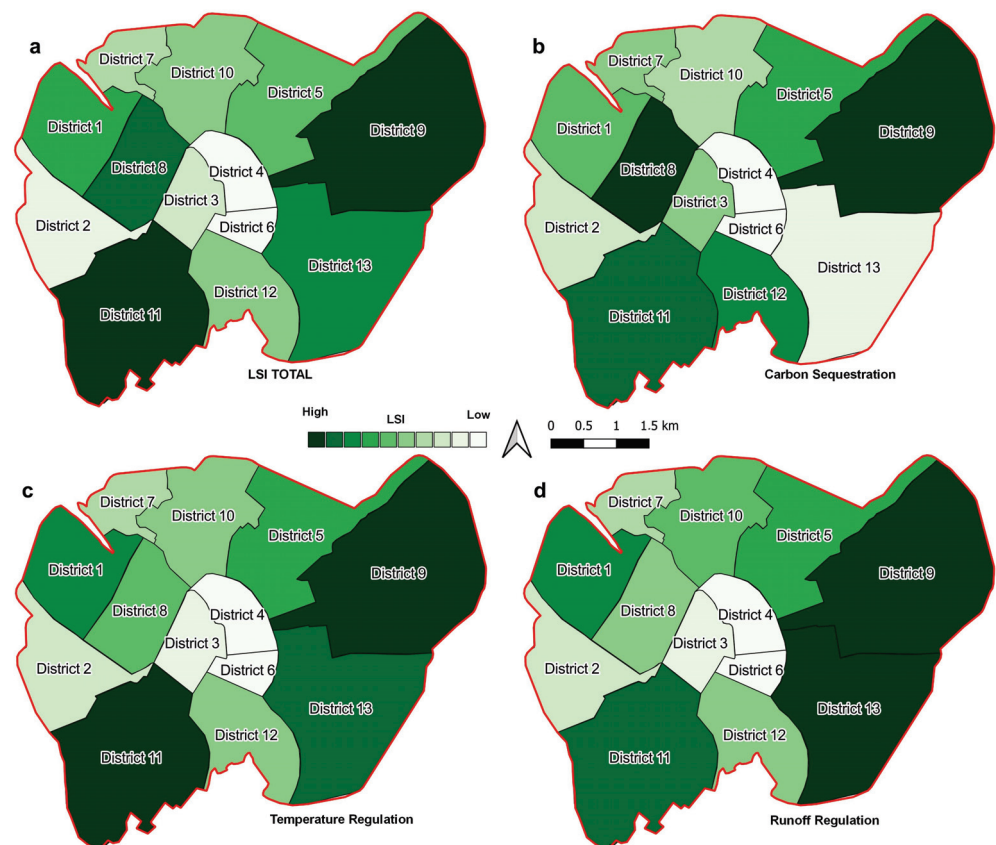 a
District 7
District 10
District 5
District 1
District 9
District 8
District 4
District 3
District 2
District 6
District 13
District 12
District 11
LSI TOTAL
b
District 7
District 10
District 5
District 1
District 9
District 8
District 4
District 3
District 2
District 6
District 13
District 12
District 11
Carbon Sequestration
High LSI Low
0 0.5 1 1.5 km
c
District 7
District 10
District 5
District 1
District 9
District 8
District 4
District 3
District 2
District 6
District 13
District 12
District 11
Temperature Regulation
d
District 7
District 10
District 5
District 1
District 9
District 8
District 4
District 3
District 2
District 6
District 13
District 12
District 11
Runoff Regulation